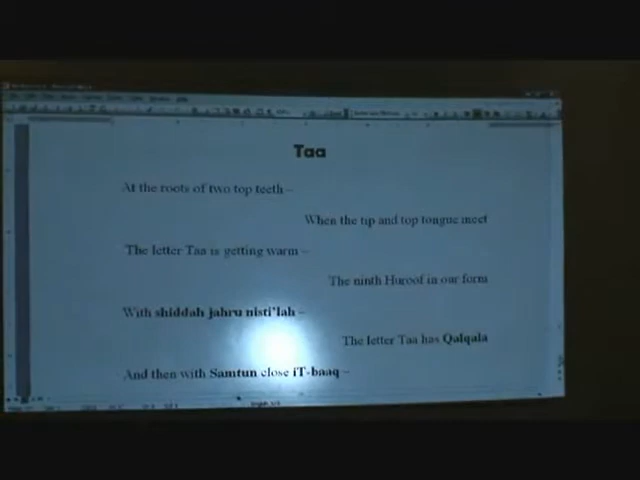 Taa
At the roots of two top teeth –
When the tip and top tongue meet
The letter Taa is getting warm –
The ninth Huroof in our form
With shiddah jahru nisti'lah –
The letter Taa has Qalqala
And then with Samtun close iT-baaq –